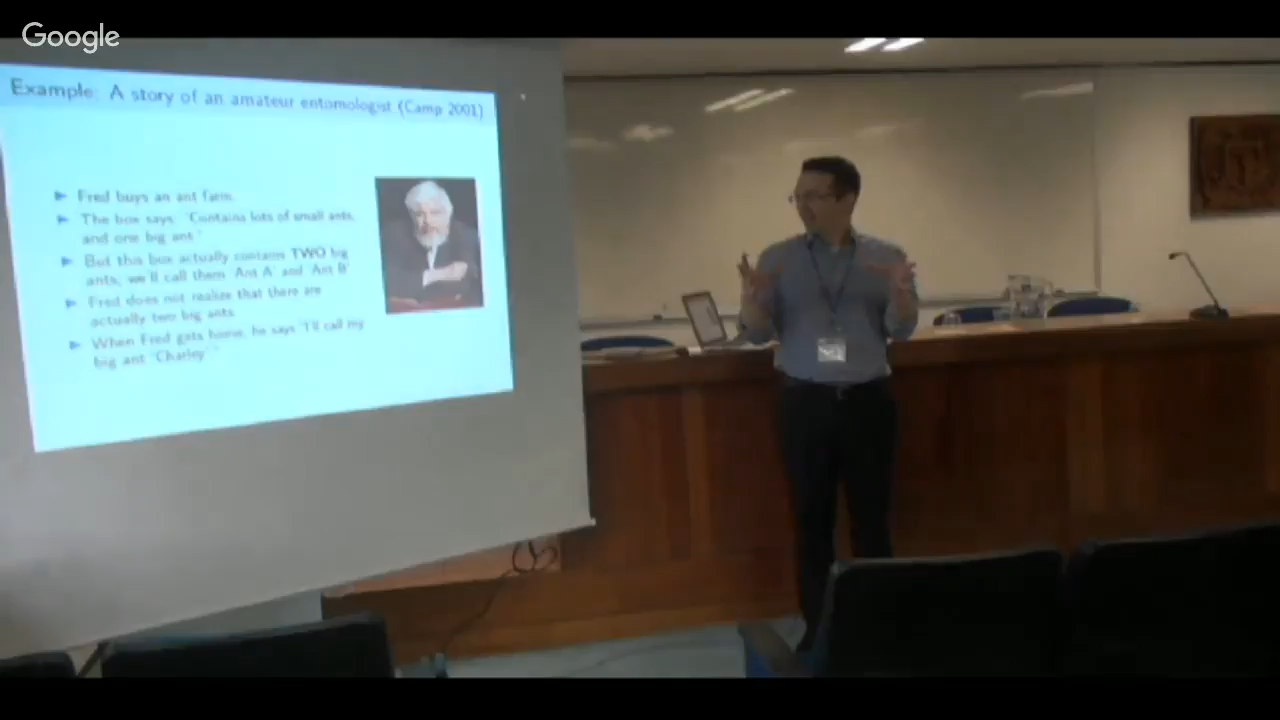 Google
Example: A story of an amateur entomologist (Camp 2001)
Fred buys an ant farm.
The box says: "Contains lots of small ants,
and one big ant."
But this box actually contains TWO big
ants; we'll call them 'Ant A' and 'Ant B'
Fred does not realize that there are
actually two big ants
When Fred gets home, he says "I'll call my
big ant 'Charley'."